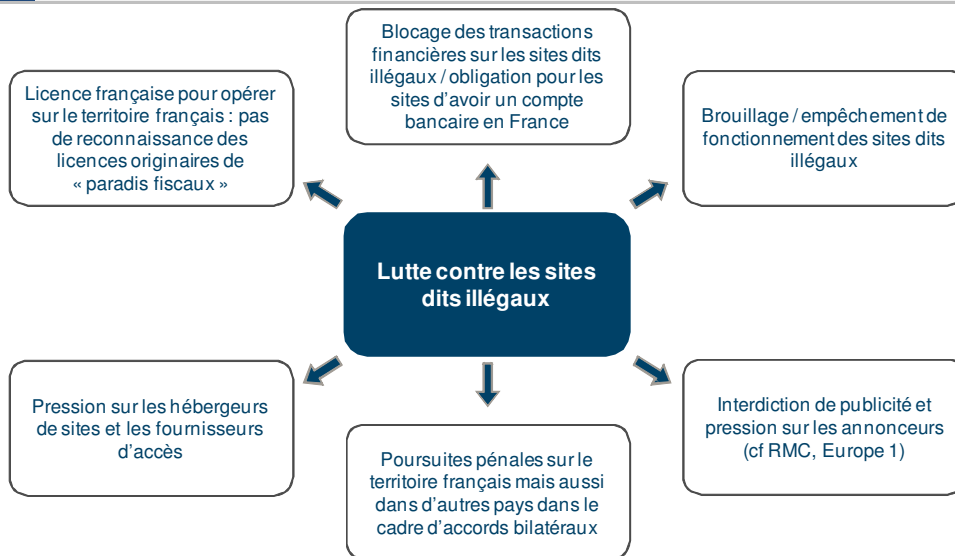 Blocage des transactions
financières sur les sites dits
illégaux / obligation pour les
sites d'avoir un compte
bancaire en France
Licence française pour opérer
sur le territoire français : pas
de reconnaissance des
licences originaires de
« paradis fiscaux »
Brouillage / empêchement de
fonctionnement des sites dits
illégaux
Lutte contre les sites
dits illégaux
Pression sur les hébergeurs
de sites et les fournisseurs
d'accès
Poursuites pénales sur le
territoire français mais aussi
dans d'autres pays dans le
cadre d'accords bilatéraux
Interdiction de publicité et
pression sur les annonceurs
(cf RMC, Europe 1)